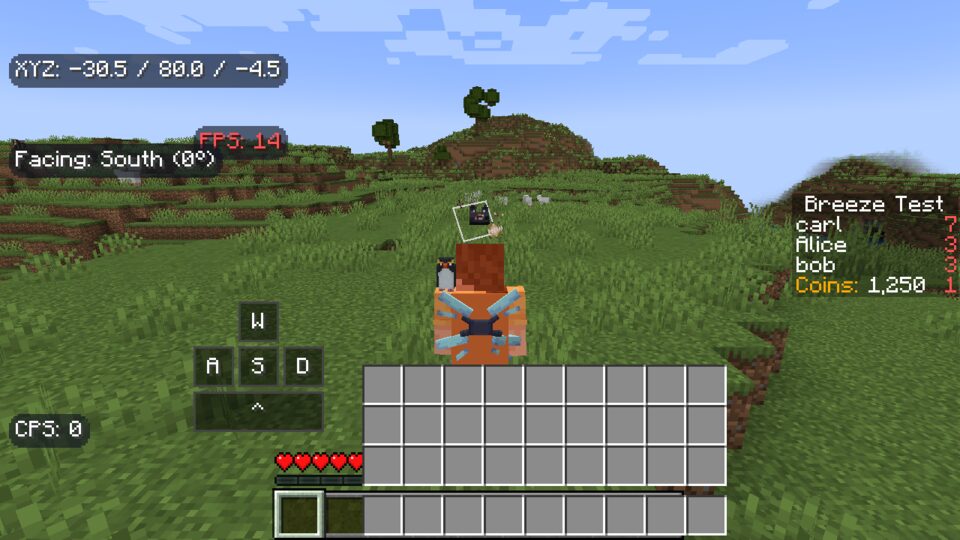 XYZ: -30.5 / 80.0 / -4.5
FPS: 14
Facing: South (0°)
Breeze Test
carl 7
Alice 3
bob 3
Coins: 1,250 1
W
A S D
^
CPS: 0